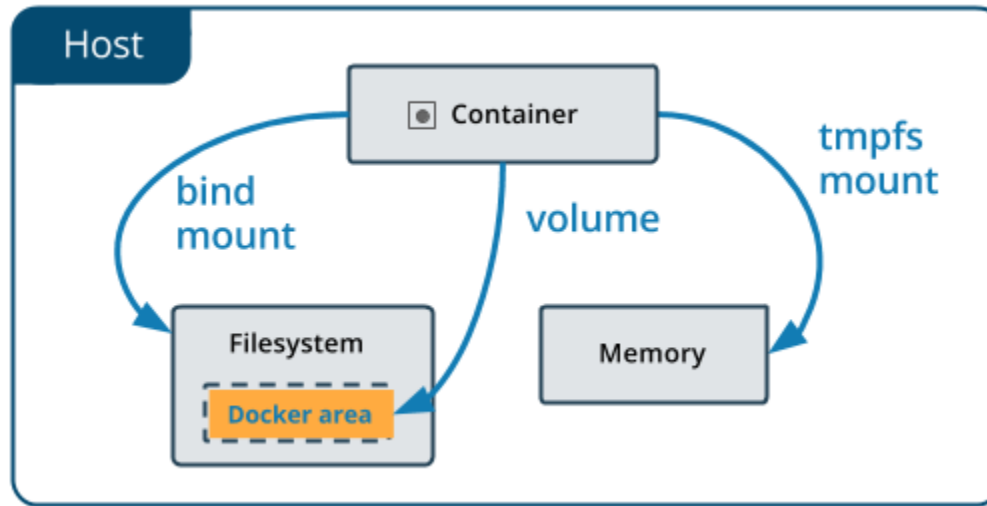 Host
Container
bind
mount
volume
tmpfs
mount
Filesystem
Docker area
Memory